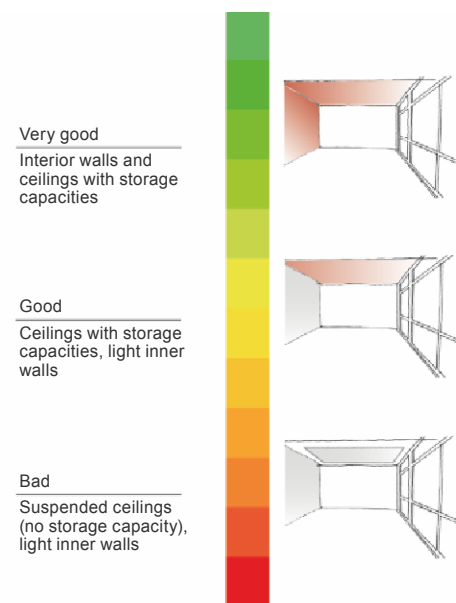 Very good
Interior walls and
ceilings with storage
capacities
Good
Ceilings with storage
capacities, light inner
walls
Bad
Suspended ceilings
(no storage capacity),
light inner walls